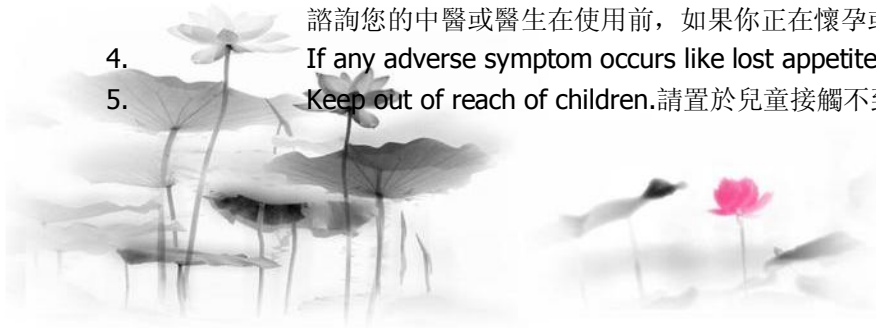 諮詢您的中醫或醫生在使用前，如果你正在懷孕或
4. If any adverse symptom occurs like lost appetite
5. Keep out of reach of children.請置於兒童接觸不到